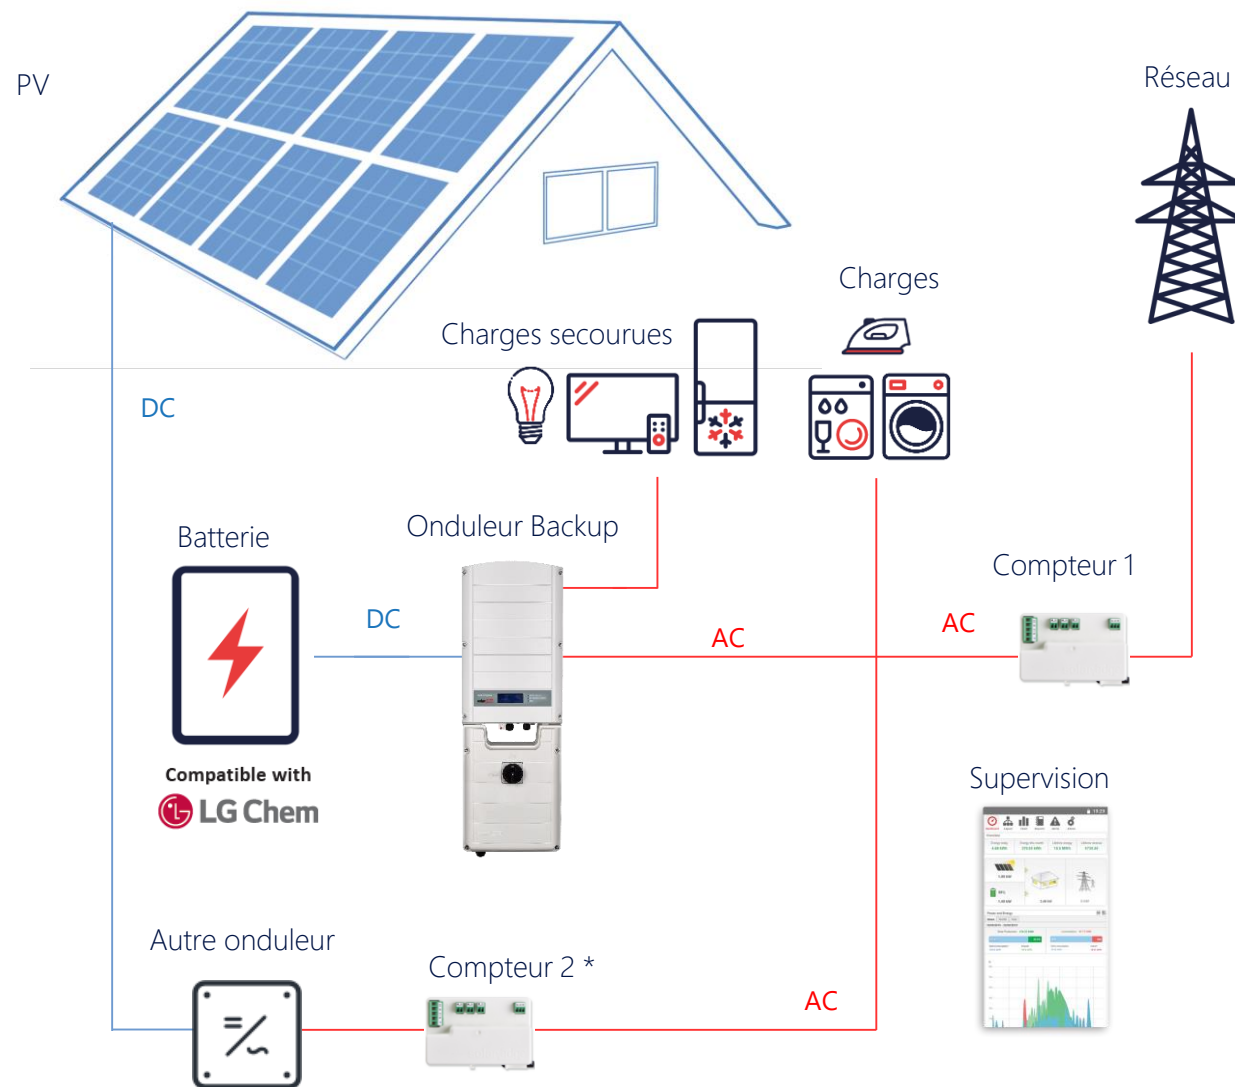 PV
Réseau
Charges
Charges secourues
DC
Batterie
Onduleur Backup
Compteur 1
DC
AC
AC
Compatible with
LG Chem
Supervision
Autre onduleur
Compteur 2 *
AC